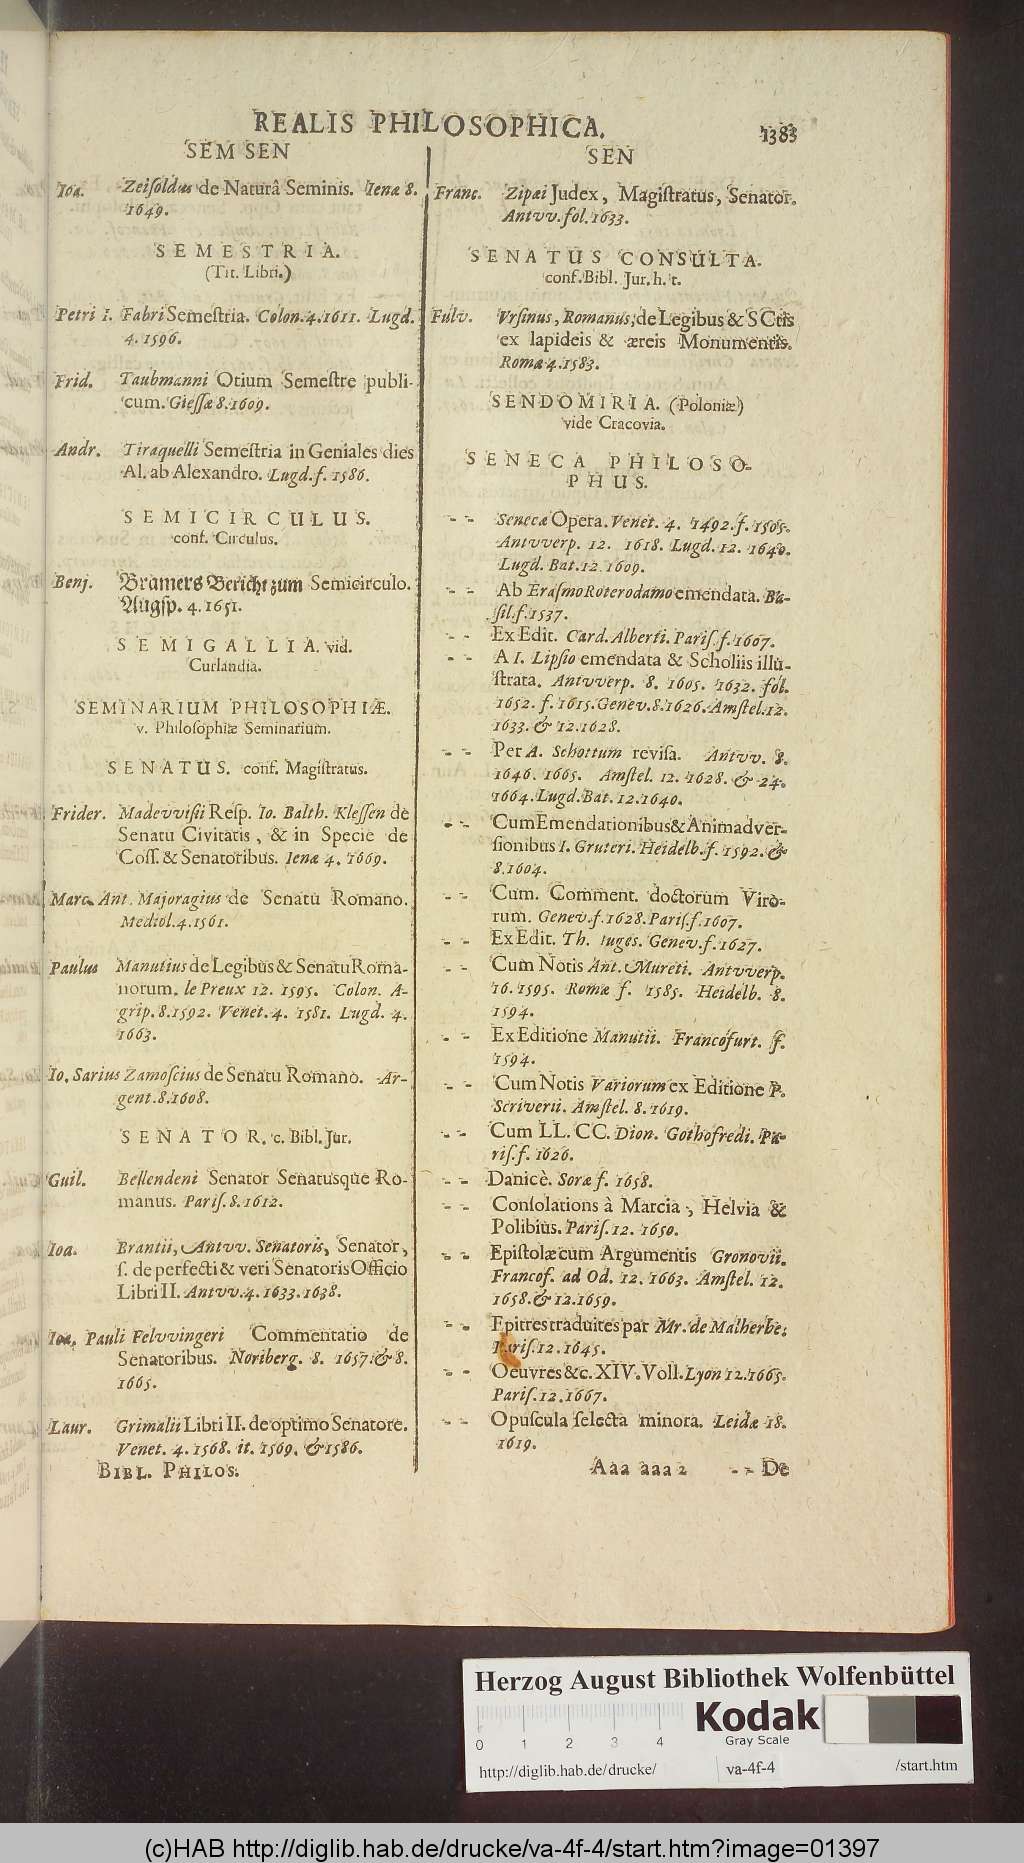 REALIS PHILOSOPHICA.
1383
SEM SEN
Ioa. Zeiſoldus de Naturâ Seminis. Ienæ 8.
1649.
SEMESTRIA.
(Tit. Libri.)
Petri I. Fabri Semeſtria. Colon. 4. 1611. Lugd.
4. 1596.
Frid. Taubmanni Otium Semeſtre publi-
cum. Gieſſæ 8. 1609.
Andr. Tiraquelli Semeſtria in Geniales dies
Al. ab Alexandro. Lugd. f. 1586.
SEMICIRCULUS.
conf. Circulus.
Benj. Bramers Bericht zum Semicirculo.
Augſp. 4. 1651.
SEMIGALLIA. vid.
Curlandia.
SEMINARIUM PHILOSOPHIÆ.
v. Philoſophiæ Seminarium.
SENATUS. conf. Magiſtratus.
Frider. Madevviſii Reſp. Io. Balth. Kleſſen de
Senatu Civitatis, & in Specie de
Coſſ. & Senatoribus. Ienæ 4. 1669.
Marc. Ant. Majoragius de Senatu Romano.
Mediol. 4. 1561.
Paulus Manutius de Legibus & Senatu Roma-
norum. le Preux 12. 1595. Colon. A-
grip. 8. 1592. Venet. 4. 1581. Lugd. 4.
1663.
Io. Sarius Zamoſcius de Senatu Romano. Ar-
gent. 8. 1608.
SENATOR. c. Bibl. Jur.
Guil. Bellendeni Senator Senatusque Ro-
manus. Pariſ. 8. 1612.
Ioa. Brantii, Antvv. Senatoris, Senator,
ſ. de perfecti & veri Senatoris Officio
Libri II. Antvv. 4. 1633. 1638.
Ioa. Pauli Felvvingeri Commentatio de
Senatoribus. Noriberg. 8. 1657. & 8.
1665.
Laur. Grimalii Libri II. de optimo Senatore.
Venet. 4. 1568. it. 1569. & 1586.
BIBL. PHILOS.
SEN
Franc. Zipæi Judex, Magiſtratus, Senator.
Antvv. fol. 1633.
SENATUS CONSULTA.
conf. Bibl. Jur. h. t.
Fulv. Vrſinus, Romanus, de Legibus & SCtis
ex lapideis & æreis Monumentis.
Romæ 4. 1583.
SENDOMIRIA. (Poloniæ)
vide Cracovia.
SENECA PHILOSO-
PHUS.
- - Senecæ Opera. Venet. 4. 1492. f. 1505.
Antvverp. 12. 1618. Lugd. 12. 1640.
Lugd. Bat. 12. 1609.
- - Ab Eraſmo Roterodamo emendata. Ba-
ſil. f. 1537.
- - Ex Edit. Card. Alberti. Pariſ. f. 1607.
- - A I. Lipſio emendata & Scholiis illu-
ſtrata. Antvverp. 8. 1605. 1632. fol.
1652. f. 1615. Genev. 8. 1626. Amſtel. 12.
1633. & 12. 1628.
- - Per A. Schottum reviſa. Antvv. 8.
1646. 1665. Amſtel. 12. 1628. & 24.
1664. Lugd. Bat. 12. 1640.
- - Cum Emendationibus & Animadver-
ſionibus I. Gruteri. Heidelb. f. 1592. &
8. 1604.
- - Cum. Comment. doctorum Viro-
rum. Genev. f. 1628. Pariſ. f. 1607.
- - Ex Edit. Th. Iuges. Genev. f. 1627.
- - Cum Notis Ant. Mureti. Antvverp.
16. 1595. Romæ f. 1585. Heidelb. 8.
1594.
- - Ex Editione Manutii. Francofurt. f.
1594.
- - Cum Notis Variorum ex Editione P.
Scriverii. Amſtel. 8. 1619.
- - Cum LL. CC. Dion. Gothofredi. Pa-
riſ. f. 1626.
- - Danicè. Soræ f. 1658.
- - Conſolations à Marcia, Helvia &
Polibius. Pariſ. 12. 1650.
- - Epiſtolæ cum Argumentis Gronovii.
Francof. ad Od. 12. 1663. Amſtel. 12.
1658. & 12. 1659.
- - Epitres traduites par Mr. de Malherbe.
Pariſ. 12. 1645.
- - Oeuvres &c. XIV. Voll. Lyon 12. 1665.
Pariſ. 12. 1667.
- - Opuſcula ſelecta minora. Leidæ 18.
1619.
Aaa aaa 2 - - De
Herzog August Bibliothek Wolfenbüttel
Kodak
Gray Scale
0 1 2 3 4
http://diglib.hab.de/drucke/ va-4f-4 /start.htm
(c)HAB http://diglib.hab.de/drucke/va-4f-4/start.htm?image=01397